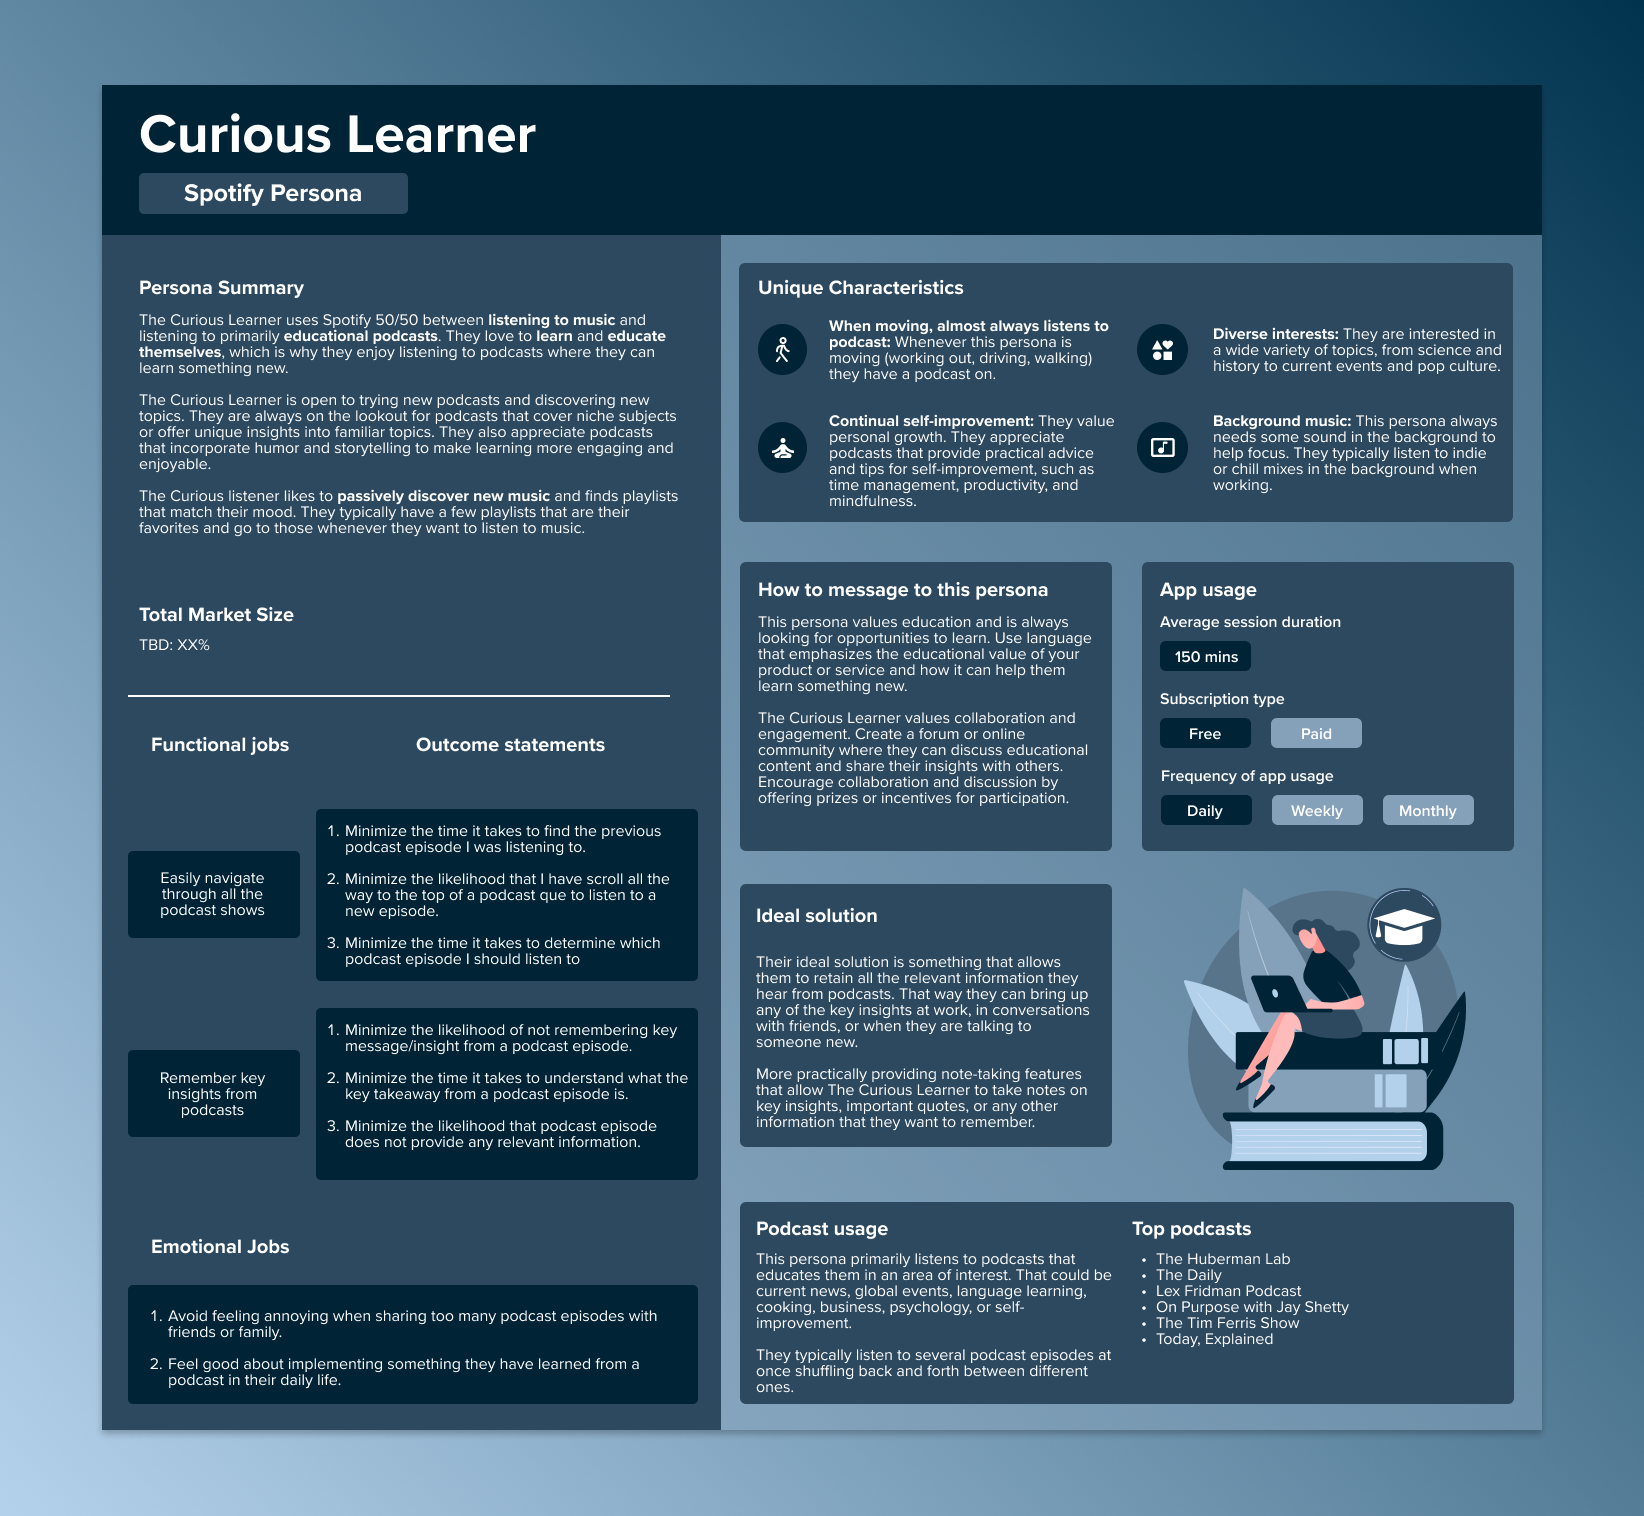 Curious Learner
Spotify Persona
Persona Summary
The Curious Learner uses Spotify 50/50 between listening to music and
listening to primarily educational podcasts. They love to learn and educate
themselves, which is why they enjoy listening to podcasts where they can
learn something new.
The Curious Learner is open to trying new podcasts and discovering new
topics. They are always on the lookout for podcasts that cover niche subjects
or offer unique insights into familiar topics. They also appreciate podcasts
that incorporate humor and storytelling to make learning more engaging and
enjoyable.
The Curious listener likes to passively discover new music and finds playlists
that match their mood. They typically have a few playlists that are their
favorites and go to those whenever they want to listen to music.
Total Market Size
TBD: XX%
Functional jobs
Outcome statements
Easily navigate
through all the
podcast shows
1. Minimize the time it takes to find the previous
podcast episode I was listening to.
2. Minimize the likelihood that I have scroll all the
way to the top of a podcast que to listen to a
new episode.
3. Minimize the time it takes to determine which
podcast episode I should listen to
Remember key
insights from
podcasts
1. Minimize the likelihood of not remembering key
message/insight from a podcast episode.
2. Minimize the time it takes to understand what the
key takeaway from a podcast episode is.
3. Minimize the likelihood that podcast episode
does not provide any relevant information.
Emotional Jobs
1. Avoid feeling annoying when sharing too many podcast episodes with
friends or family.
2. Feel good about implementing something they have learned from a
podcast in their daily life.
Unique Characteristics
When moving, almost always listens to
podcast: Whenever this persona is
moving (working out, driving, walking)
they have a podcast on.
Diverse interests: They are interested in
a wide variety of topics, from science and
history to current events and pop culture.
Continual self-improvement: They value
personal growth. They appreciate
podcasts that provide practical advice
and tips for self-improvement, such as
time management, productivity, and
mindfulness.
Background music: This persona always
needs some sound in the background to
help focus. They typically listen to indie
or chill mixes in the background when
working.
How to message to this persona
This persona values education and is always
looking for opportunities to learn. Use language
that emphasizes the educational value of your
product or service and how it can help them
learn something new.
The Curious Learner values collaboration and
engagement. Create a forum or online
community where they can discuss educational
content and share their insights with others.
Encourage collaboration and discussion by
offering prizes or incentives for participation.
App usage
Average session duration
150 mins
Subscription type
Free Paid
Frequency of app usage
Daily Weekly Monthly
Ideal solution
Their ideal solution is something that allows
them to retain all the relevant information they
hear from podcasts. That way they can bring up
any of the key insights at work, in conversations
with friends, or when they are talking to
someone new.
More practically providing note-taking features
that allow The Curious Learner to take notes on
key insights, important quotes, or any other
information that they want to remember.
Podcast usage
This persona primarily listens to podcasts that
educates them in an area of interest. That could be
current news, global events, language learning,
cooking, business, psychology, or self-
improvement.
They typically listen to several podcast episodes at
once shuffling back and forth between different
ones.
Top podcasts
• The Huberman Lab
• The Daily
• Lex Fridman Podcast
• On Purpose with Jay Shetty
• The Tim Ferris Show
• Today, Explained